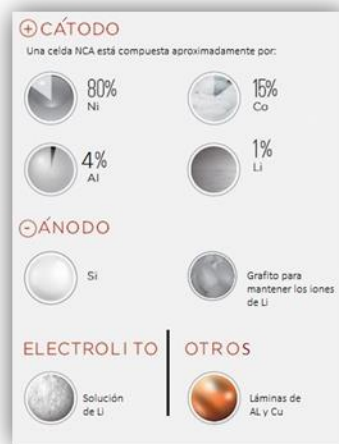 + CÁTODO
Una celda NCA está compuesta aproximadamente por:
80%
Ni
15%
Co
4%
Al
1%
Li
- ÁNODO
Si
Grafito para
mantener los iones
de Li
ELECTROLITO
OTROS
Solución
de Li
Láminas de
AL y Cu